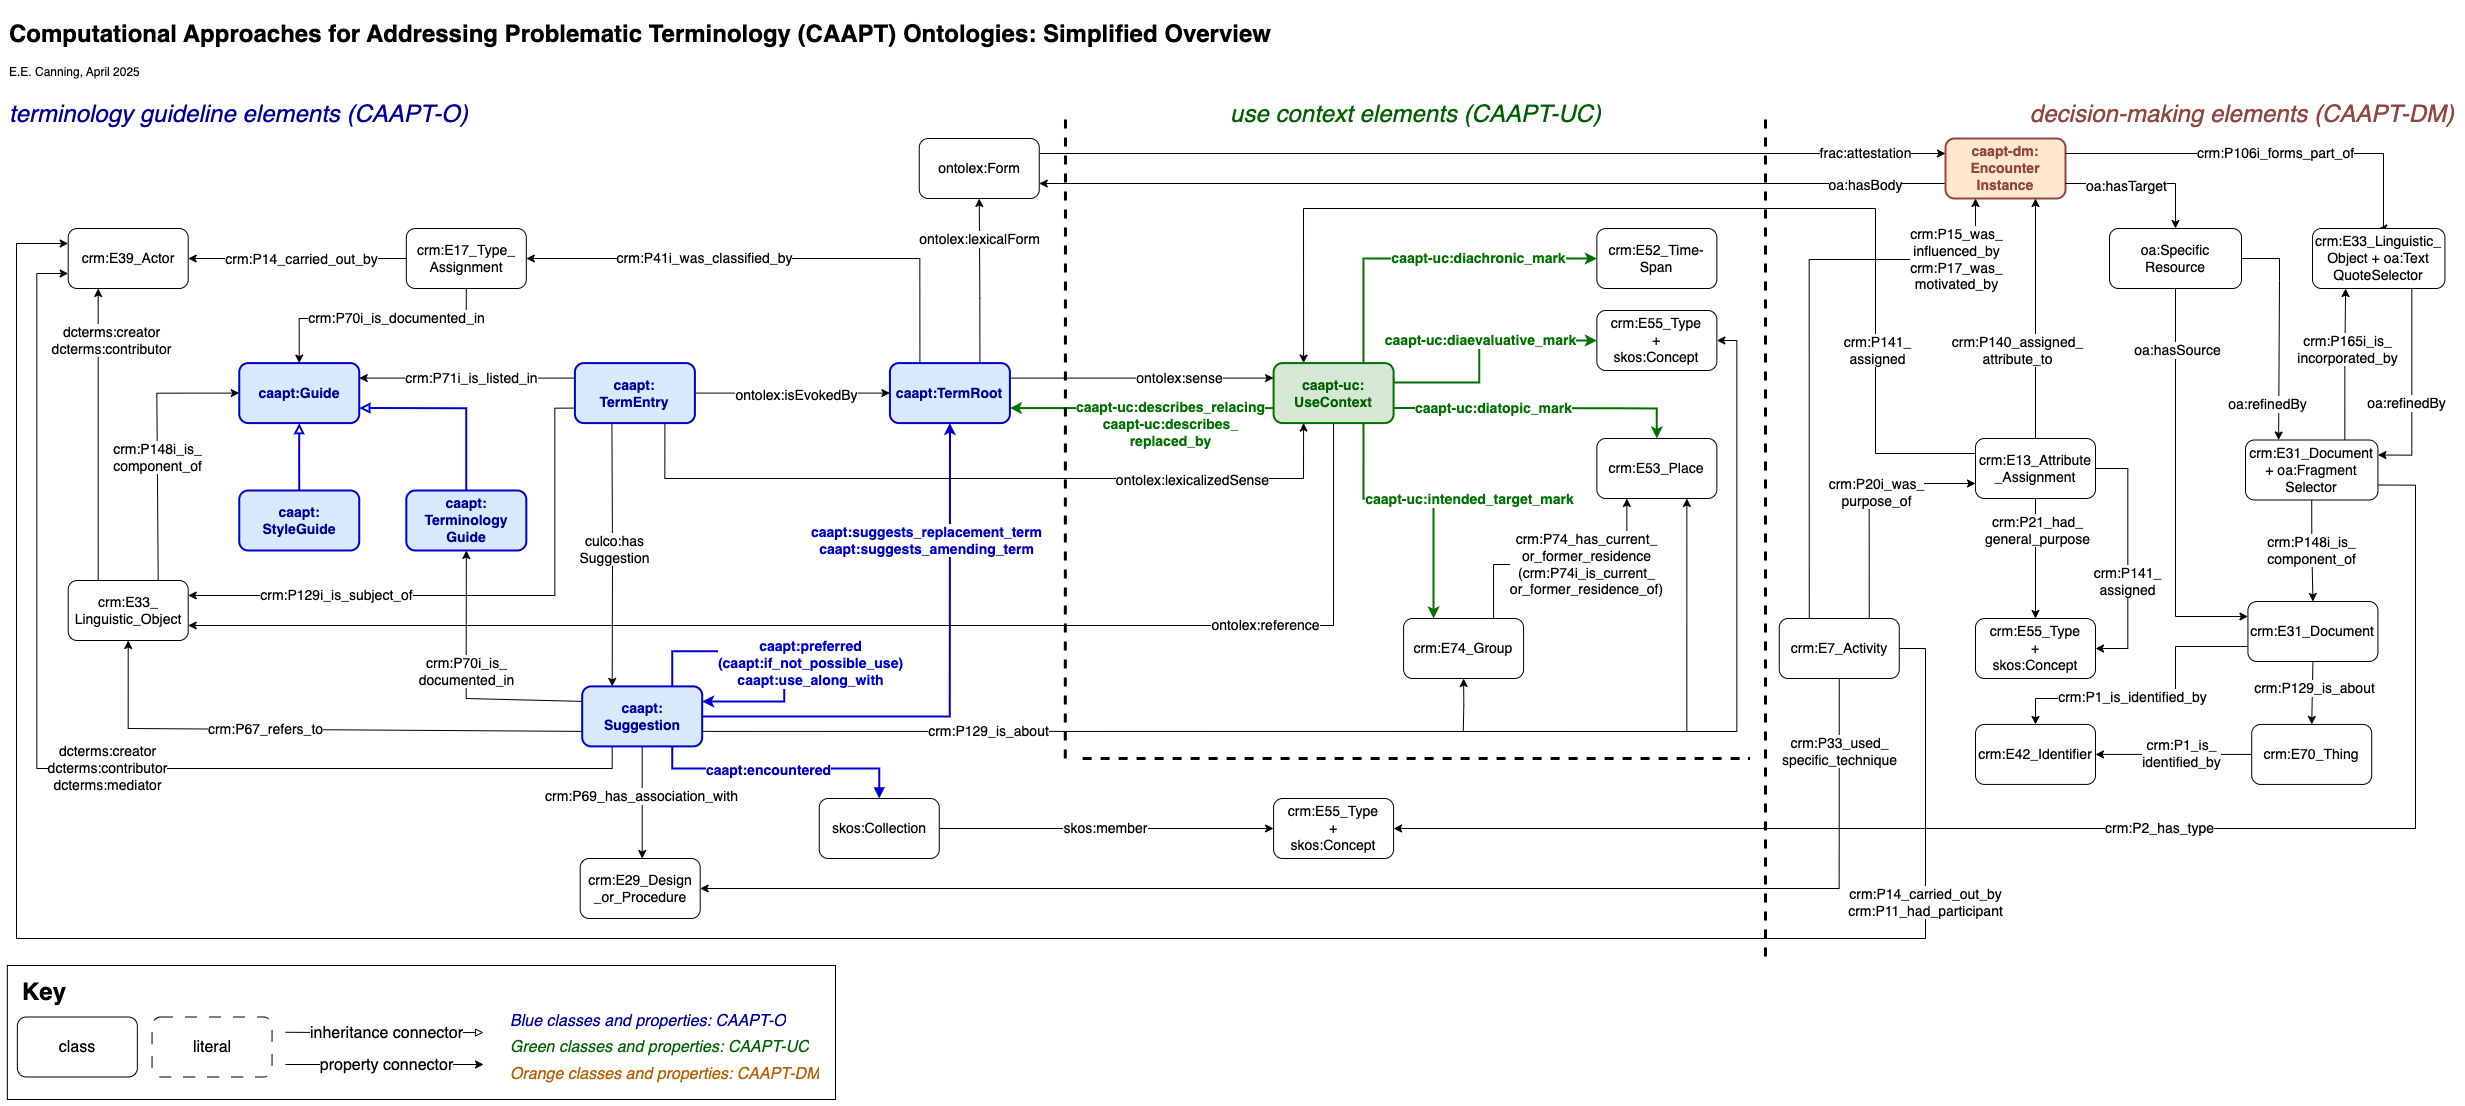 Computational Approaches for Addressing Problematic Terminology (CAAPT) Ontologies: Simplified Overview
E.E. Canning, April 2025
terminology guideline elements (CAAPT-O)
use context elements (CAAPT-UC)
decision-making elements (CAAPT-DM)
ontolex:Form
frac:attestation
oa:hasBody
caapt-dm:
Encounter
Instance
crm:P106i_forms_part_of
oa:hasTarget
crm:E39_Actor
crm:P14_carried_out_by
crm:E17_Type_
Assignment
crm:P41i_was_classified_by
ontolex:lexicalForm
caapt-uc:diachronic_mark
crm:E52_Time-
Span
crm:P15_was_
influenced_by
crm:P17_was_
motivated_by
oa:Specific
Resource
crm:E33_Linguistic_
Object + oa:Text
QuoteSelector
dcterms:creator
dcterms:contributor
crm:P70i_is_documented_in
caapt-uc:diaevaluative_mark
crm:E55_Type
+
skos:Concept
crm:P141_
assigned
crm:P140_assigned_
attribute_to
oa:hasSource
crm:P165i_is_
incorporated_by
caapt:Guide
crm:P71i_is_listed_in
caapt:
TermEntry
ontolex:isEvokedBy
caapt:TermRoot
ontolex:sense
caapt-uc:describes_relacing
caapt-uc:describes_
replaced_by
caapt-uc:
UseContext
caapt-uc:diatopic_mark
oa:refinedBy
oa:refinedBy
crm:P148i_is_
component_of
ontolex:lexicalizedSense
crm:E53_Place
crm:P20i_was_
purpose_of
crm:E13_Attribute
_Assignment
crm:E31_Document
+ oa:Fragment
Selector
caapt:
StyleGuide
caapt:
Terminology
Guide
caapt-uc:intended_target_mark
culco:has
Suggestion
caapt:suggests_replacement_term
caapt:suggests_amending_term
crm:P74_has_current_
or_former_residence
(crm:P74i_is_current_
or_former_residence_of)
crm:P21_had_
general_purpose
crm:P148i_is_
component_of
crm:P141_
assigned
crm:E33_
Linguistic_Object
crm:P129i_is_subject_of
ontolex:reference
crm:E74_Group
crm:E7_Activity
crm:E55_Type
+
skos:Concept
crm:E31_Document
crm:P70i_is_
documented_in
caapt:preferred
(caapt:if_not_possible_use)
caapt:use_along_with
crm:P1_is_identified_by
crm:P129_is_about
crm:P67_refers_to
caapt:
Suggestion
crm:P129_is_about
dcterms:creator
dcterms:contributor
dcterms:mediator
caapt:encountered
crm:P33_used_
specific_technique
crm:E42_Identifier
crm:P1_is_
identified_by
crm:E70_Thing
crm:P69_has_association_with
skos:Collection
skos:member
crm:E55_Type
+
skos:Concept
crm:P2_has_type
crm:E29_Design
_or_Procedure
crm:P14_carried_out_by
crm:P11_had_participant
Key
class
literal
inheritance connector
property connector
Blue classes and properties: CAAPT-O
Green classes and properties: CAAPT-UC
Orange classes and properties: CAAPT-DM